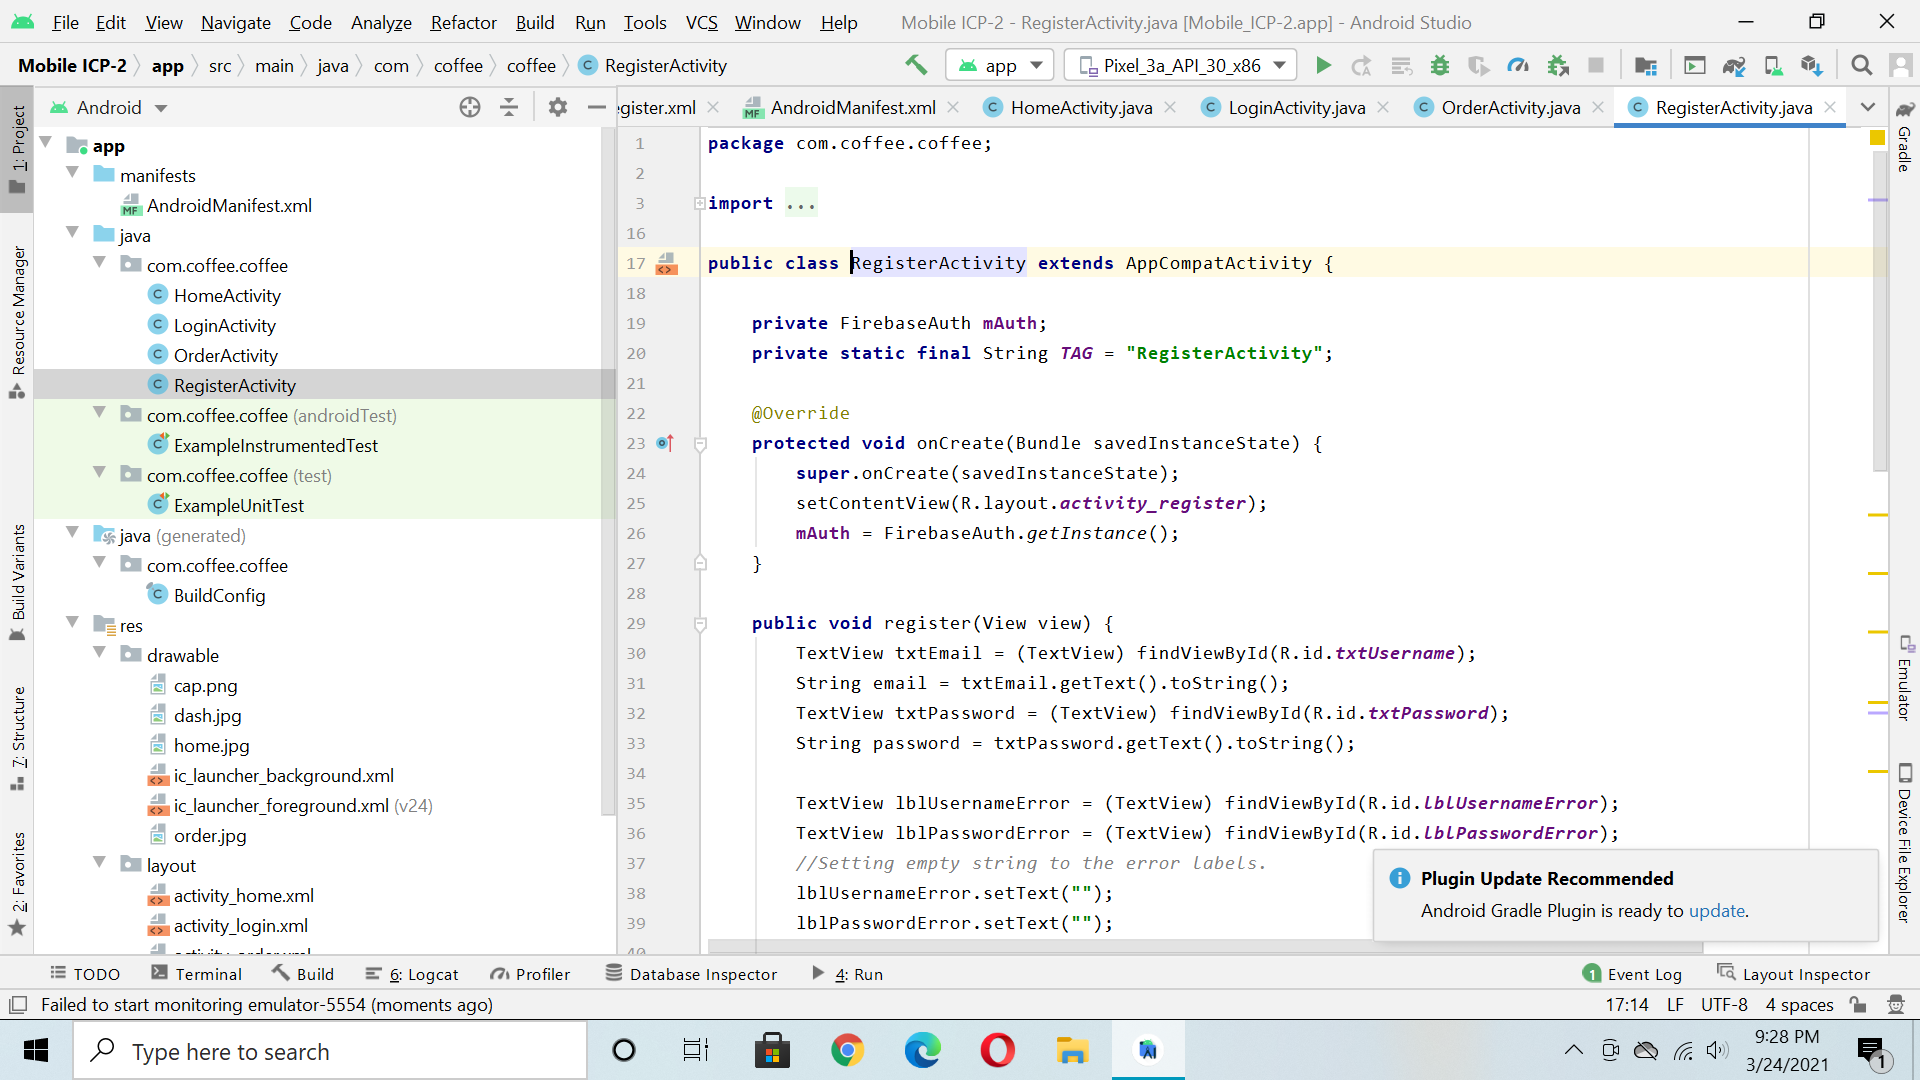 File Edit View Navigate Code Analyze Refactor Build Run Tools VCS Window Help Mobile ICP-2 - RegisterActivity.java [Mobile_ICP-2.app] - Android Studio
Mobile ICP-2 app src main java com coffee coffee RegisterActivity app Pixel_3a_API_30_x86
Android
egister.xml AndroidManifest.xml HomeActivity.java LoginActivity.java OrderActivity.java RegisterActivity.java
1: Project
Resource Manager
Build Variants
7: Structure
2: Favorites
app
manifests
AndroidManifest.xml
java
com.coffee.coffee
HomeActivity
LoginActivity
OrderActivity
RegisterActivity
com.coffee.coffee (androidTest)
ExampleInstrumentedTest
com.coffee.coffee (test)
ExampleUnitTest
java (generated)
com.coffee.coffee
BuildConfig
res
drawable
cap.png
dash.jpg
home.jpg
ic_launcher_background.xml
ic_launcher_foreground.xml (v24)
order.jpg
layout
activity_home.xml
activity_login.xml
1 package com.coffee.coffee;
2
3 import ...
16
17 public class RegisterActivity extends AppCompatActivity {
18
19 private FirebaseAuth mAuth;
20 private static final String TAG = "RegisterActivity";
21
22 @Override
23 protected void onCreate(Bundle savedInstanceState) {
24 super.onCreate(savedInstanceState);
25 setContentView(R.layout.activity_register);
26 mAuth = FirebaseAuth.getInstance();
27 }
28
29 public void register(View view) {
30 TextView txtEmail = (TextView) findViewById(R.id.txtUsername);
31 String email = txtEmail.getText().toString();
32 TextView txtPassword = (TextView) findViewById(R.id.txtPassword);
33 String password = txtPassword.getText().toString();
34
35 TextView lblUsernameError = (TextView) findViewById(R.id.lblUsernameError);
36 TextView lblPasswordError = (TextView) findViewById(R.id.lblPasswordError);
37 //Setting empty string to the error labels.
38 lblUsernameError.setText("");
39 lblPasswordError.setText("");
Plugin Update Recommended
Android Gradle Plugin is ready to update.
Gradle
Emulator
Device File Explorer
TODO Terminal Build 6: Logcat Profiler Database Inspector 4: Run 1 Event Log Layout Inspector
Failed to start monitoring emulator-5554 (moments ago) 17:14 LF UTF-8 4 spaces
Type here to search
9:28 PM
3/24/2021
1